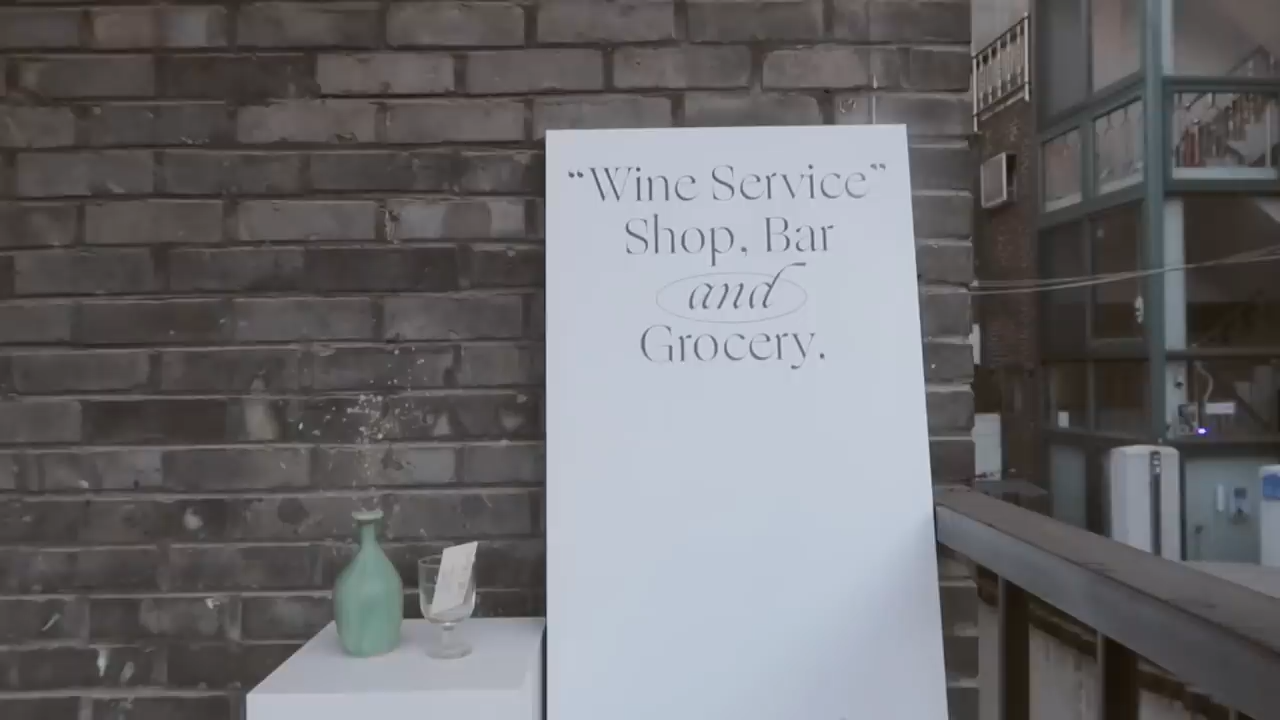 “Wine Service”
Shop, Bar
and
Grocery.